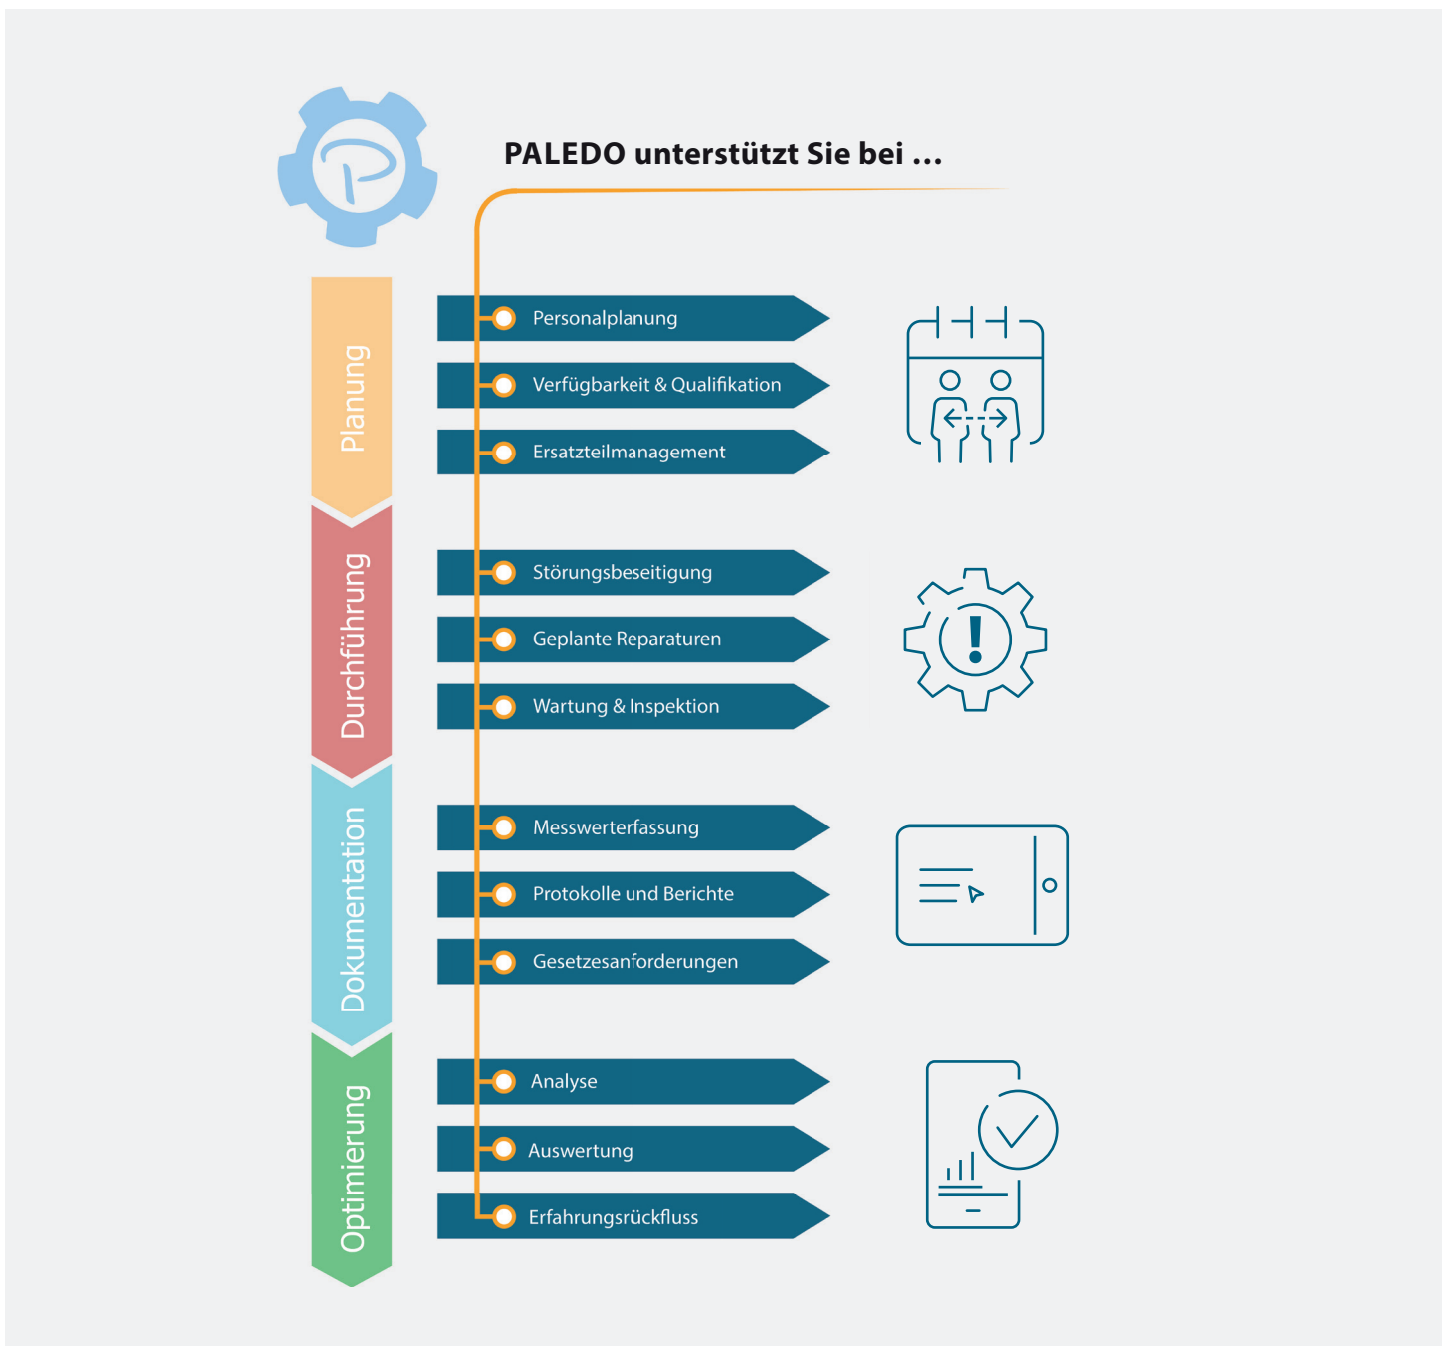 P
PALEDO unterstützt Sie bei ...
Planung
Personalplanung
Verfügbarkeit & Qualifikation
Ersatzteilmanagement
Durchführung
Störungsbeseitigung
Geplante Reparaturen
Wartung & Inspektion
Dokumentation
Messwerterfassung
Protokolle und Berichte
Gesetzesanforderungen
Optimierung
Analyse
Auswertung
Erfahrungsrückfluss